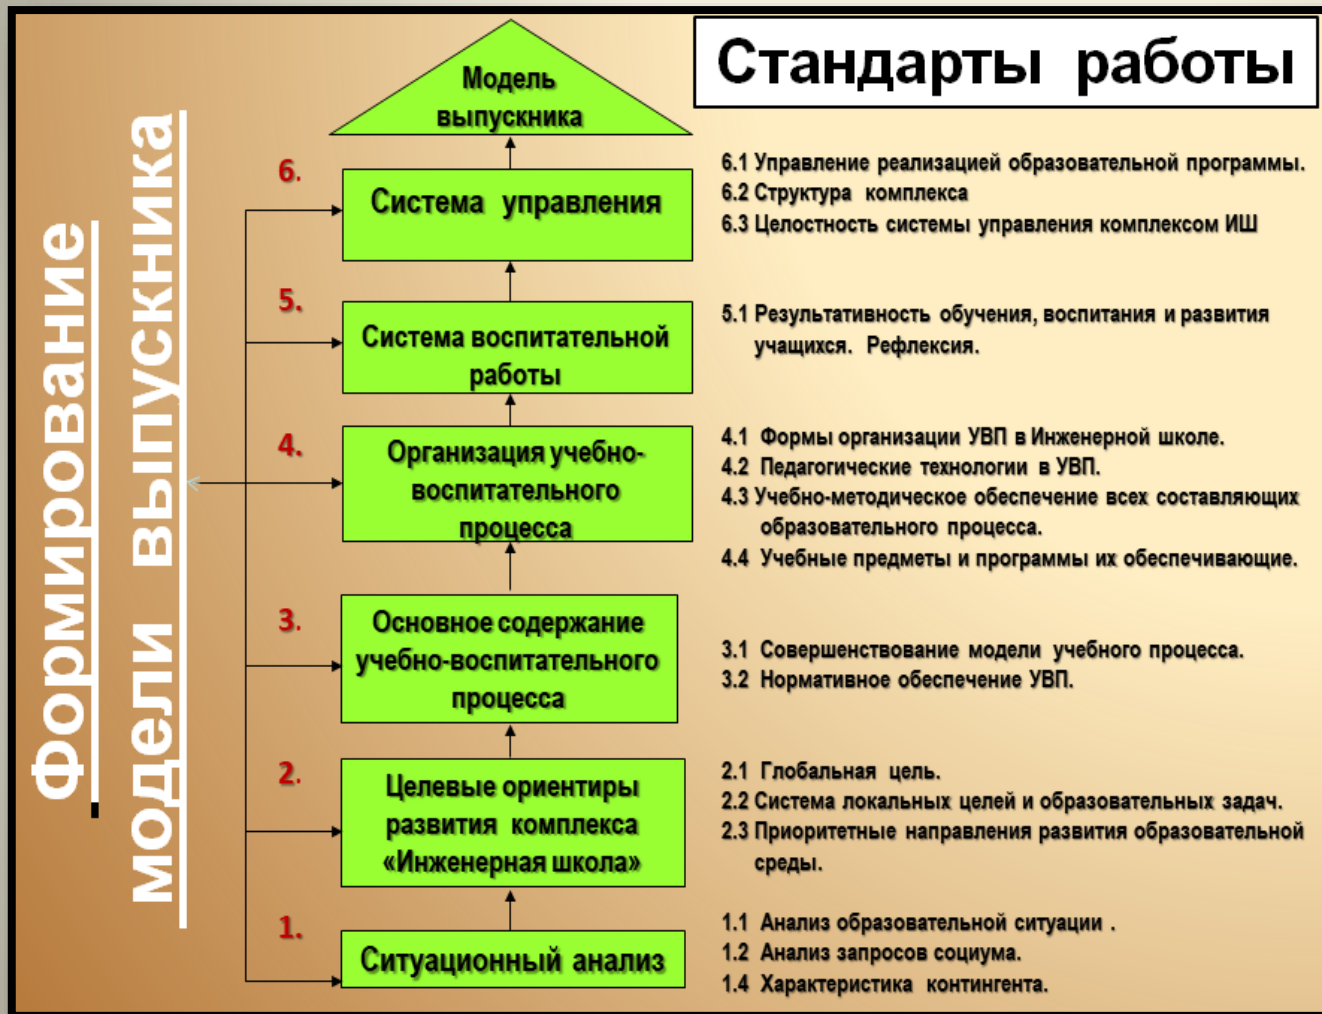 Формирование
модели выпускника
Стандарты работы
Модель
выпускника
6.
Система управления
6.1 Управление реализацией образовательной программы.
6.2 Структура комплекса
6.3 Целостность системы управления комплексом ИШ
5.
Система воспитательной
работы
5.1 Результативность обучения, воспитания и развития
учащихся. Рефлексия.
4.
Организация учебно-
воспитательного
процесса
4.1 Формы организации УВП в Инженерной школе.
4.2 Педагогические технологии в УВП.
4.3 Учебно-методическое обеспечение всех составляющих
образовательного процесса.
4.4 Учебные предметы и программы их обеспечивающие.
3.
Основное содержание
учебно-воспитательного
процесса
3.1 Совершенствование модели учебного процесса.
3.2 Нормативное обеспечение УВП.
2.
Целевые ориентиры
развития комплекса
«Инженерная школа»
2.1 Глобальная цель.
2.2 Система локальных целей и образовательных задач.
2.3 Приоритетные направления развития образовательной
среды.
1.
Ситуационный анализ
1.1 Анализ образовательной ситуации .
1.2 Анализ запросов социума.
1.4 Характеристика контингента.